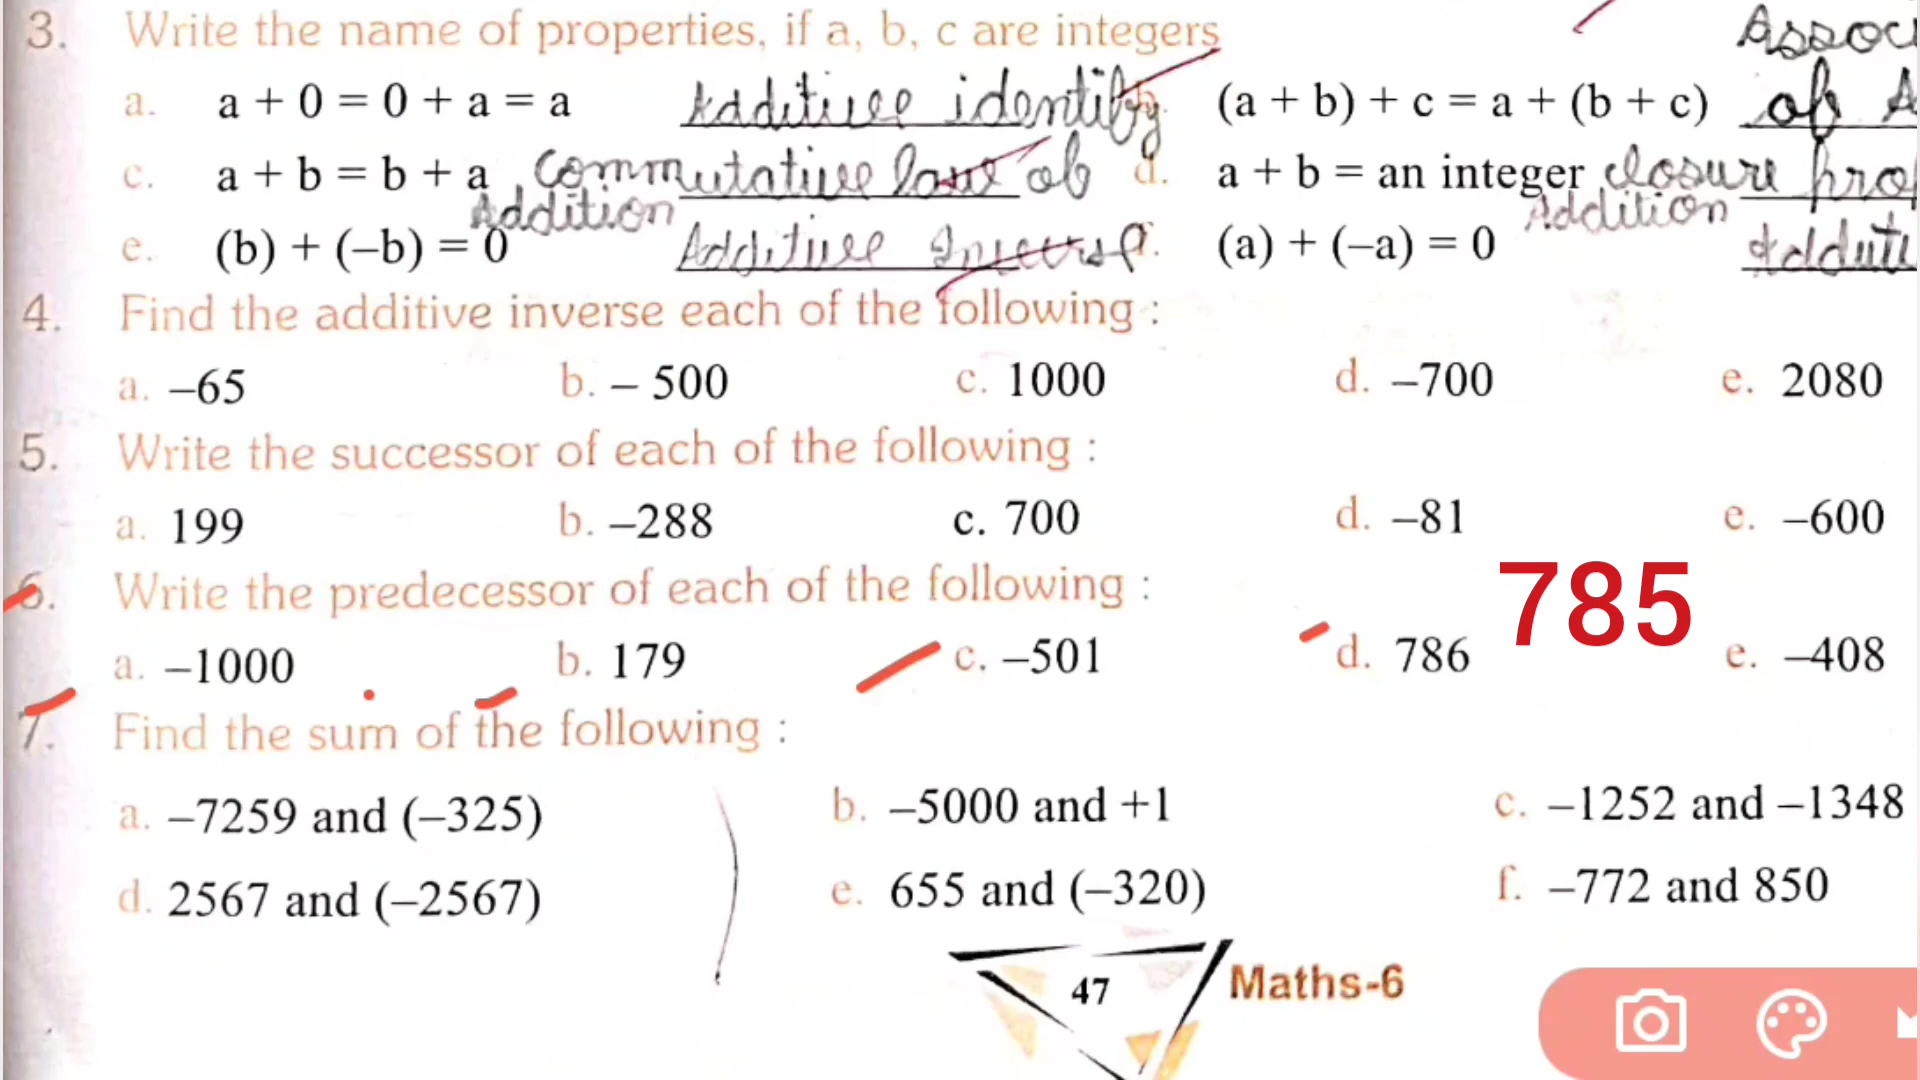 3. Write the name of properties, if a, b, c are integers
a. a + 0 = 0 + a = a Additive identity (a + b) + c = a + (b + c) of
c. a + b = b + a Commutative law of Addition d. a + b = an integer closure Addition
e. (b) + (–b) = 0 Additive (a) + (–a) = 0
4. Find the additive inverse each of the following :
a. –65 b. – 500 c. 1000 d. –700 e. 2080
5. Write the successor of each of the following :
a. 199 b. –288 c. 700 d. –81 e. –600
6. Write the predecessor of each of the following :
785
a. –1000 b. 179 c. –501 d. 786 e. –408
7. Find the sum of the following :
a. –7259 and (–325) b. –5000 and +1 c. –1252 and –1348
d. 2567 and (–2567) e. 655 and (–320) f. –772 and 850
47 Maths-6